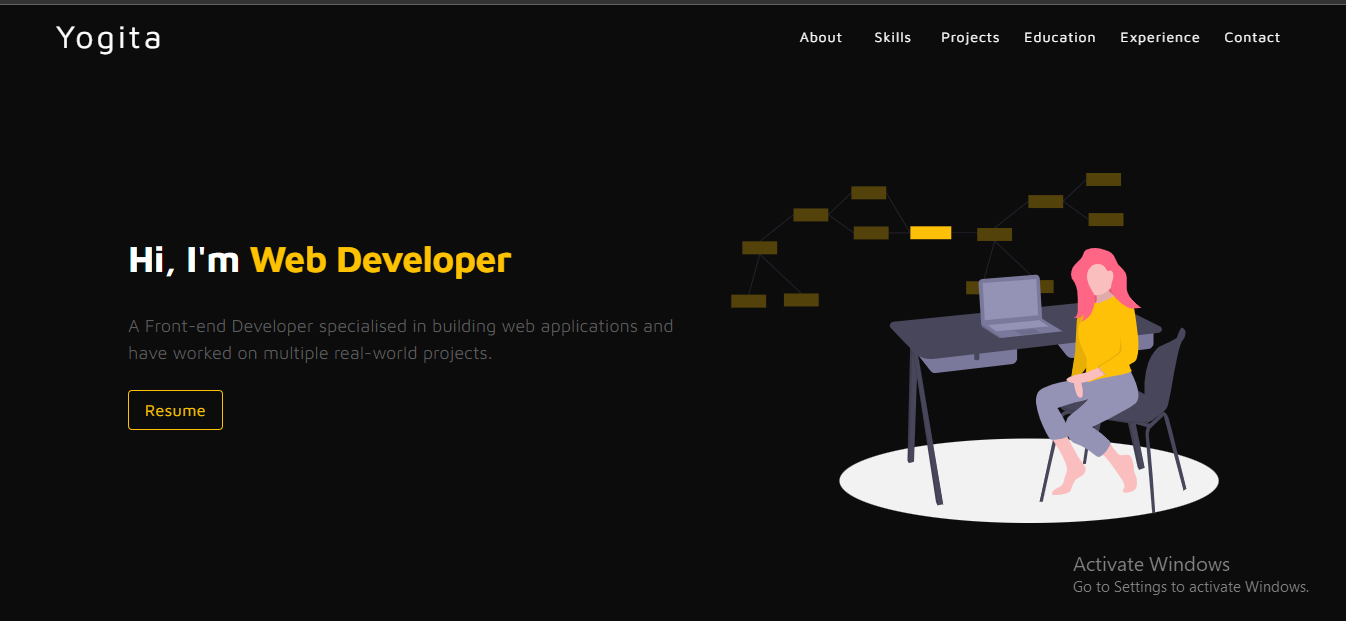 Yogita
About Skills Projects Education Experience Contact
Hi, I'm Web Developer
A Front-end Developer specialised in building web applications and
have worked on multiple real-world projects.
Resume
Activate Windows
Go to Settings to activate Windows.